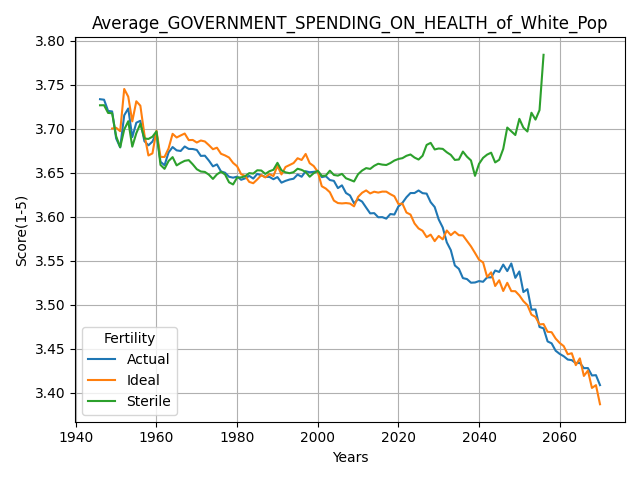 Average_GOVERNMENT_SPENDING_ON_HEALTH_of_White_Pop
3.80
3.75
3.70
3.65
3.60
3.55
3.50
3.45
3.40
Score(1-5)
Fertility
Actual
Ideal
Sterile
1940 1960 1980 2000 2020 2040 2060
Years